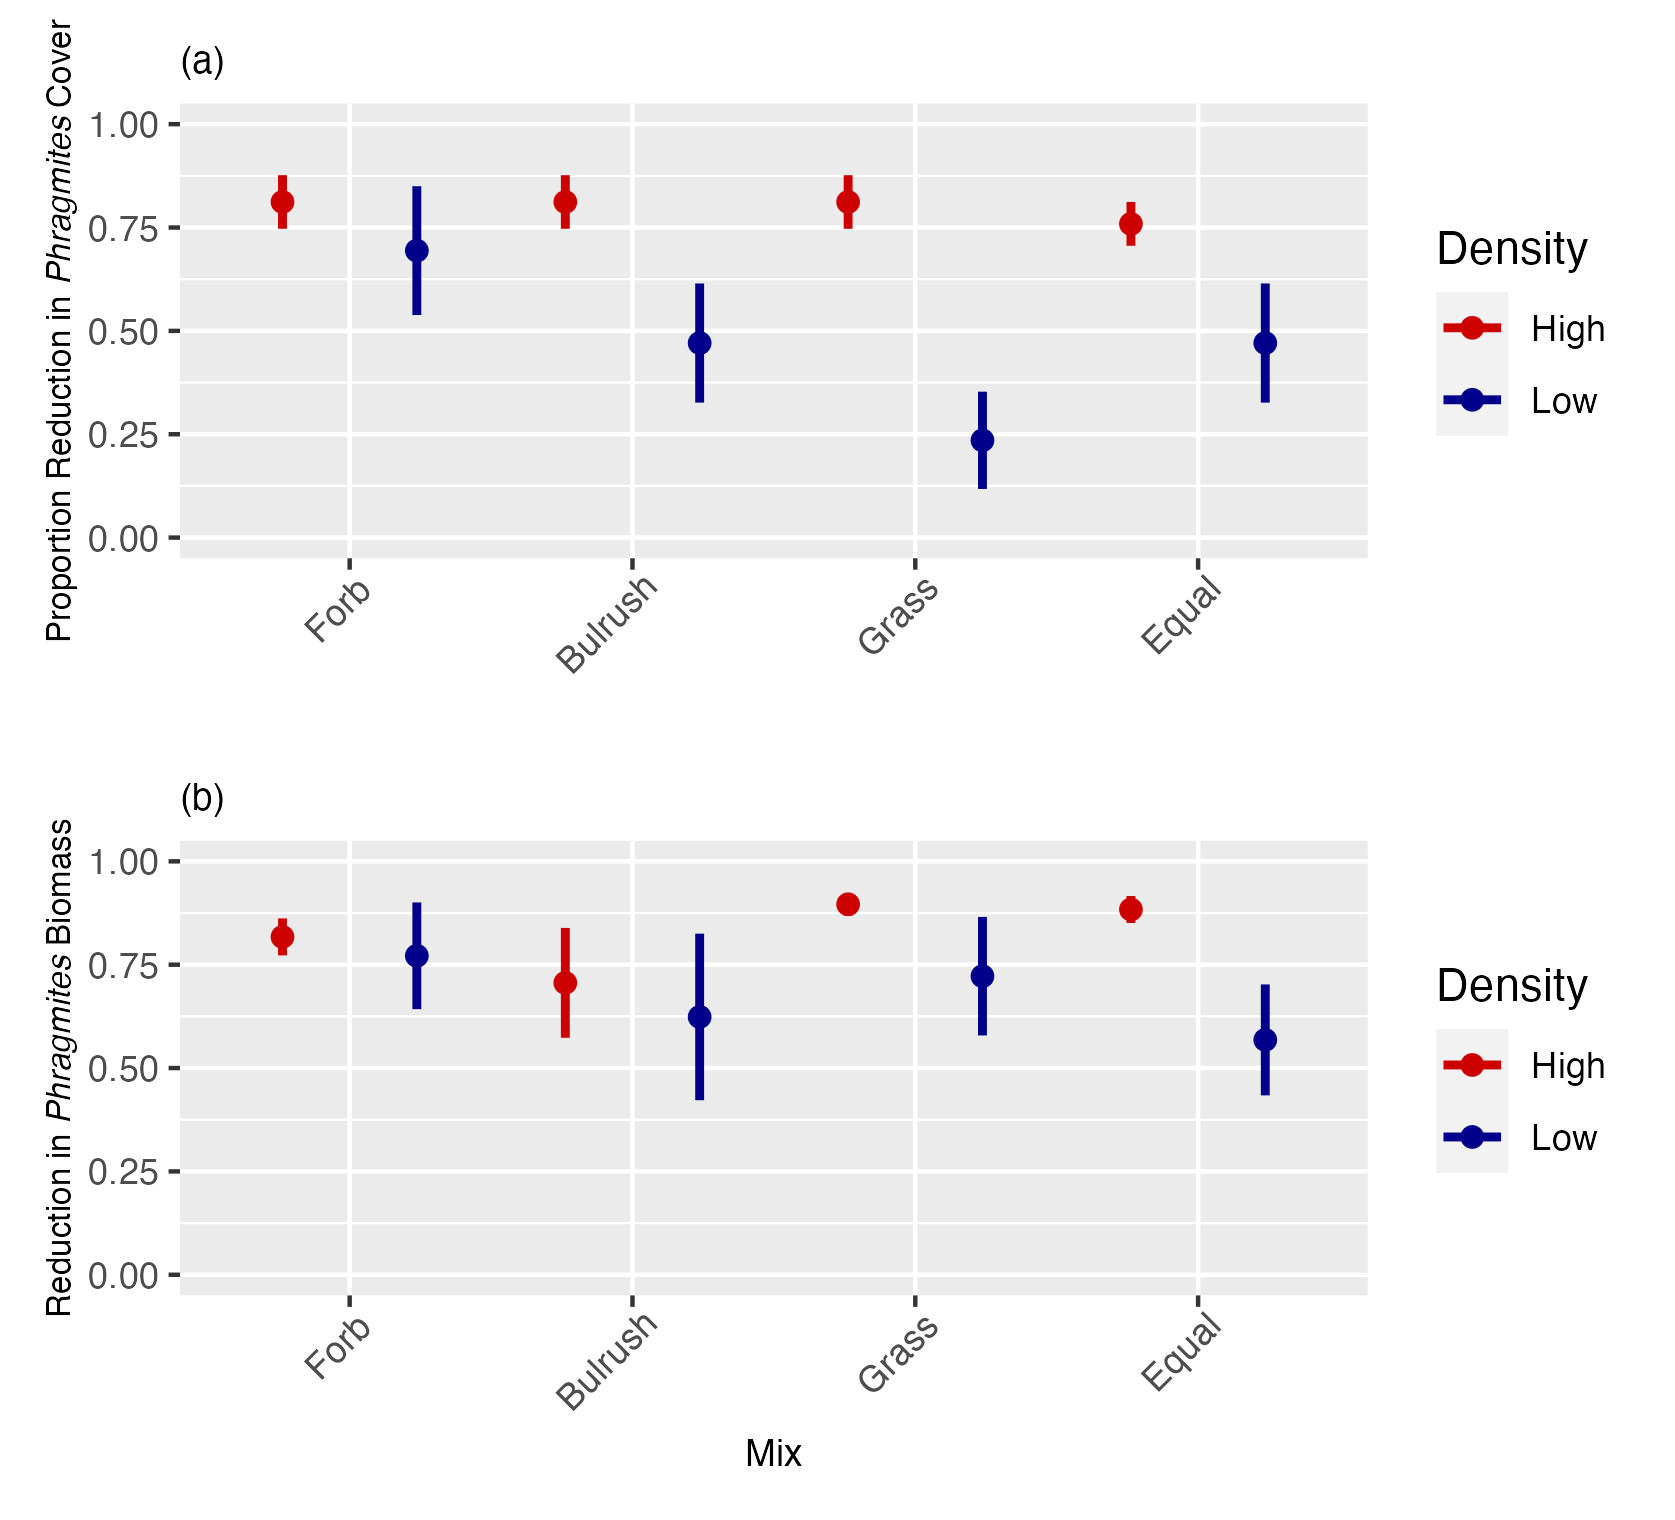 (a)
Proportion Reduction in Phragmites Cover
1.00
0.75
0.50
0.25
0.00
Forb
Bulrush
Grass
Equal
Density
High
Low
(b)
Reduction in Phragmites Biomass
1.00
0.75
0.50
0.25
0.00
Forb
Bulrush
Grass
Equal
Density
High
Low
Mix